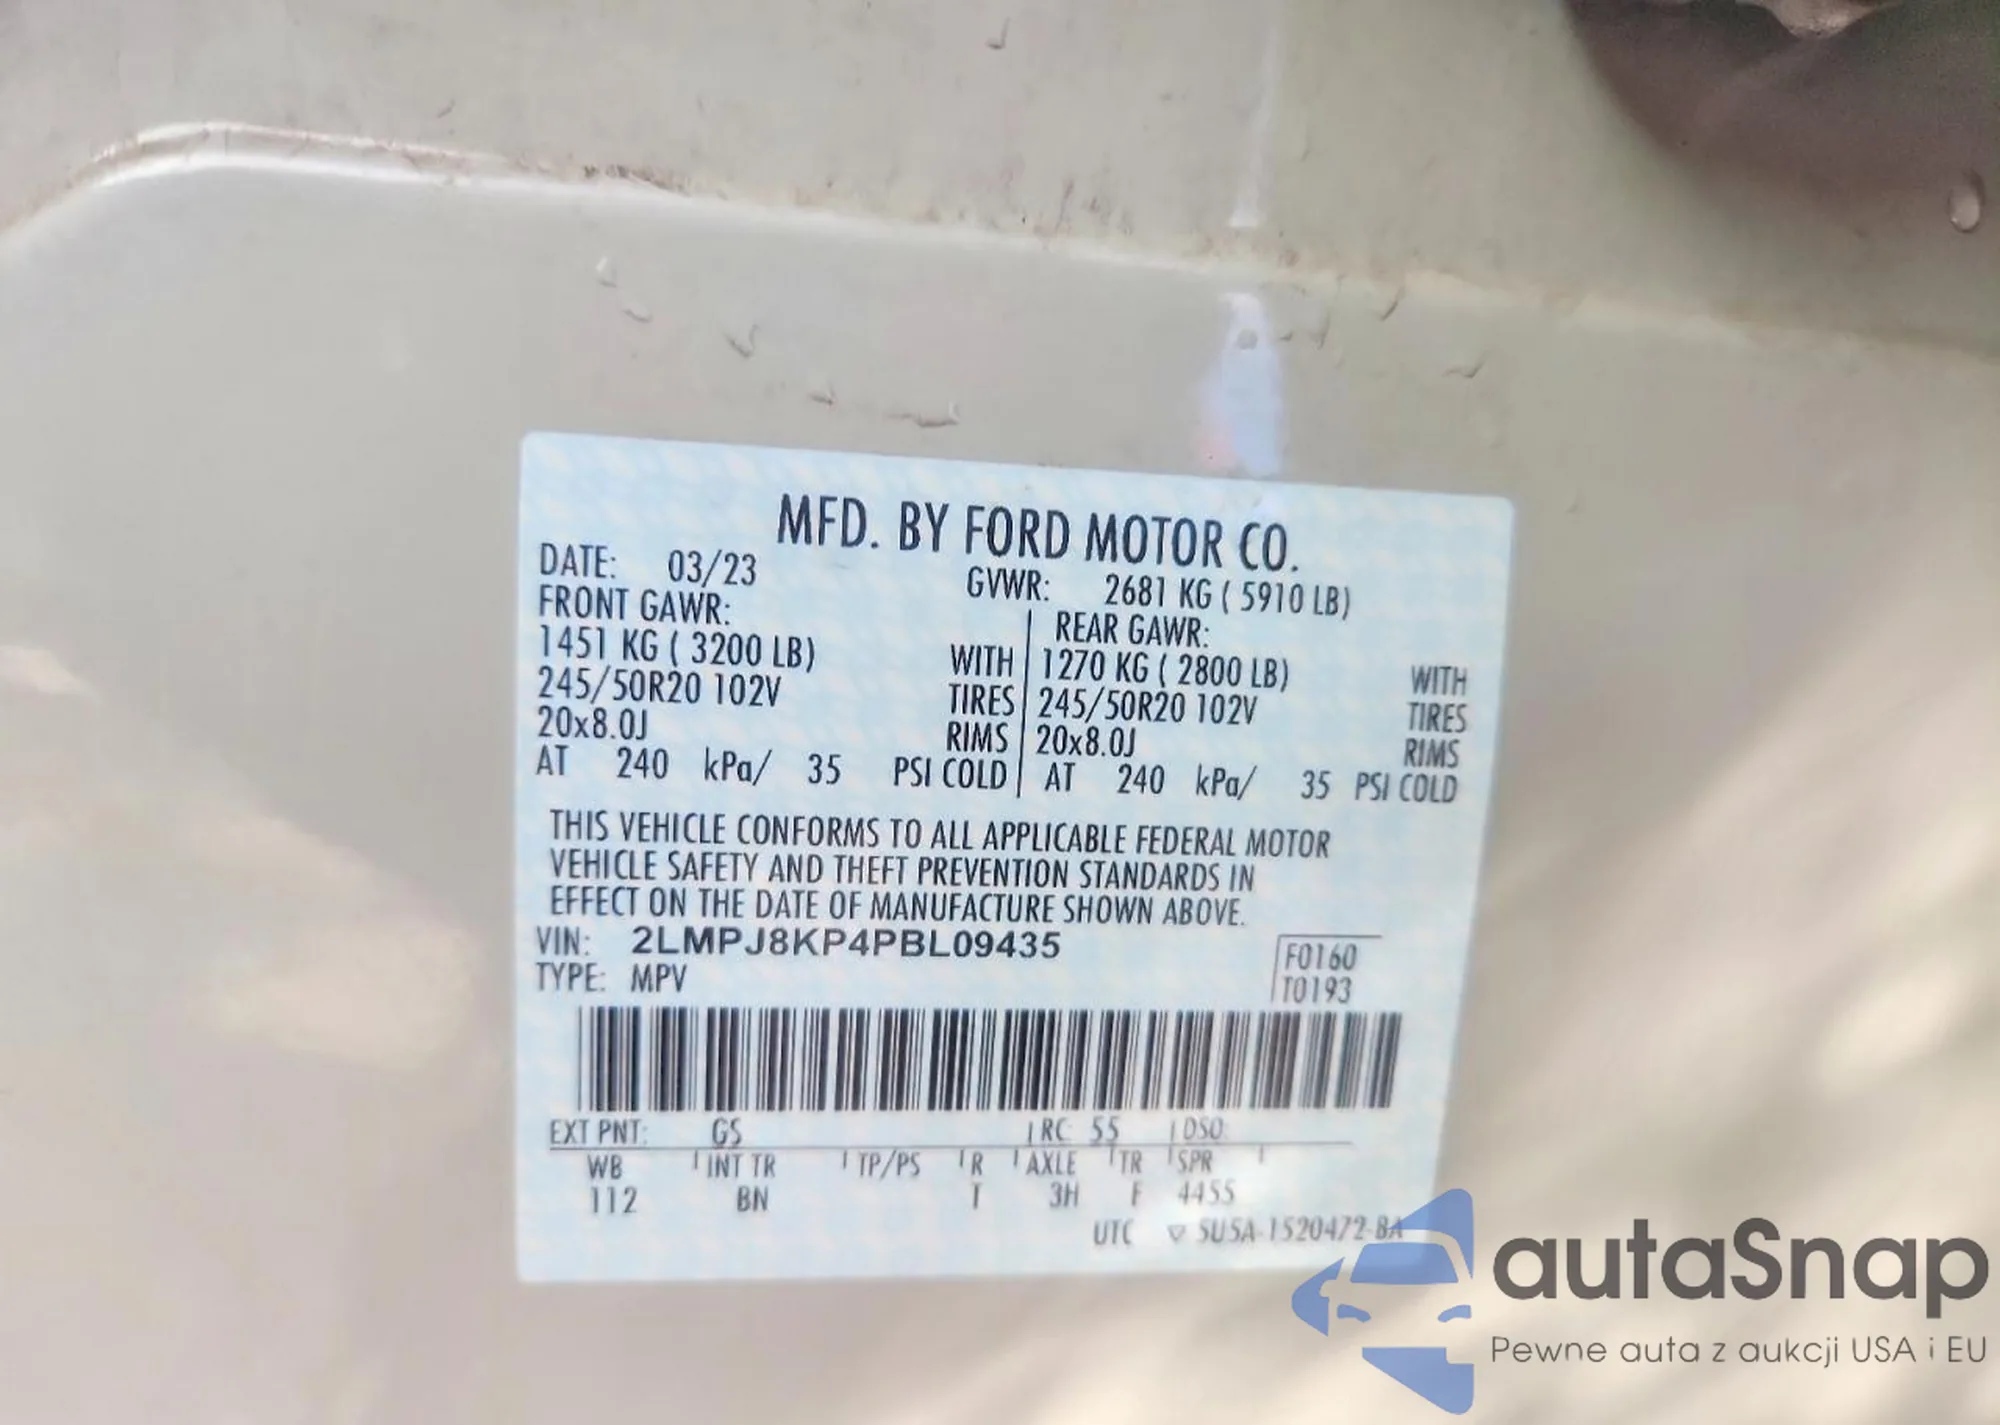 MFD. BY FORD MOTOR CO.
DATE: 03/23 GVWR: 2681 KG ( 5910 LB)
FRONT GAWR: REAR GAWR:
1451 KG ( 3200 LB) WITH 1270 KG ( 2800 LB) WITH
245/50R20 102V TIRES 245/50R20 102V TIRES
20x8.0J RIMS 20x8.0J RIMS
AT 240 kPa/ 35 PSI COLD AT 240 kPa/ 35 PSI COLD
THIS VEHICLE CONFORMS TO ALL APPLICABLE FEDERAL MOTOR
VEHICLE SAFETY AND THEFT PREVENTION STANDARDS IN
EFFECT ON THE DATE OF MANUFACTURE SHOWN ABOVE.
VIN: 2LMPJ8KP4PBL09435
TYPE: MPV
F0160
T0193
EXT PNT: GS RC: 55 DSO:
WB INT TR TP/PS R AXLE TR SPR
112 BN T 3H F 4455
UTC ▽ 5U5A-1520472-BA
autaSnap
Pewne auta z aukcji USA i EU